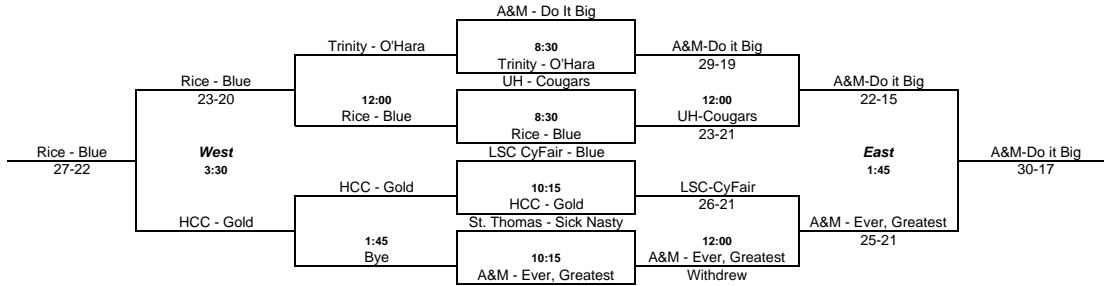 A&M - Do It Big
Trinity - O'Hara
8:30
A&M-Do it Big
Trinity - O'Hara
29-19
Rice - Blue
UH - Cougars
A&M-Do it Big
23-20
12:00
12:00
22-15
Rice - Blue
8:30
UH-Cougars
Rice - Blue
23-21
Rice - Blue
West
LSC CyFair - Blue
East
A&M-Do it Big
27-22
3:30
1:45
30-17
HCC - Gold
10:15
LSC-CyFair
HCC - Gold
26-21
HCC - Gold
St. Thomas - Sick Nasty
A&M - Ever, Greatest
1:45
12:00
25-21
Bye
10:15
A&M - Ever, Greatest
A&M - Ever, Greatest
Withdrew